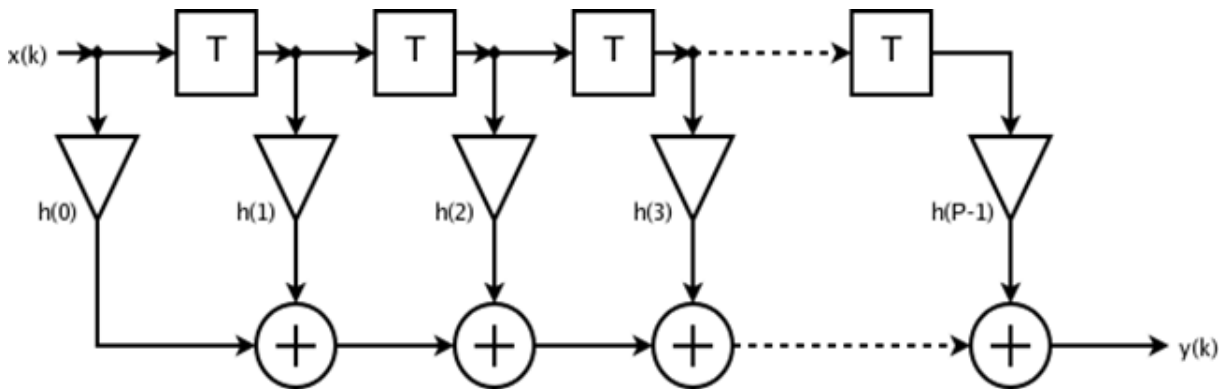 x(k) T T T T
h(0) h(1) h(2) h(3) h(P-1)
+ + + +
y(k)